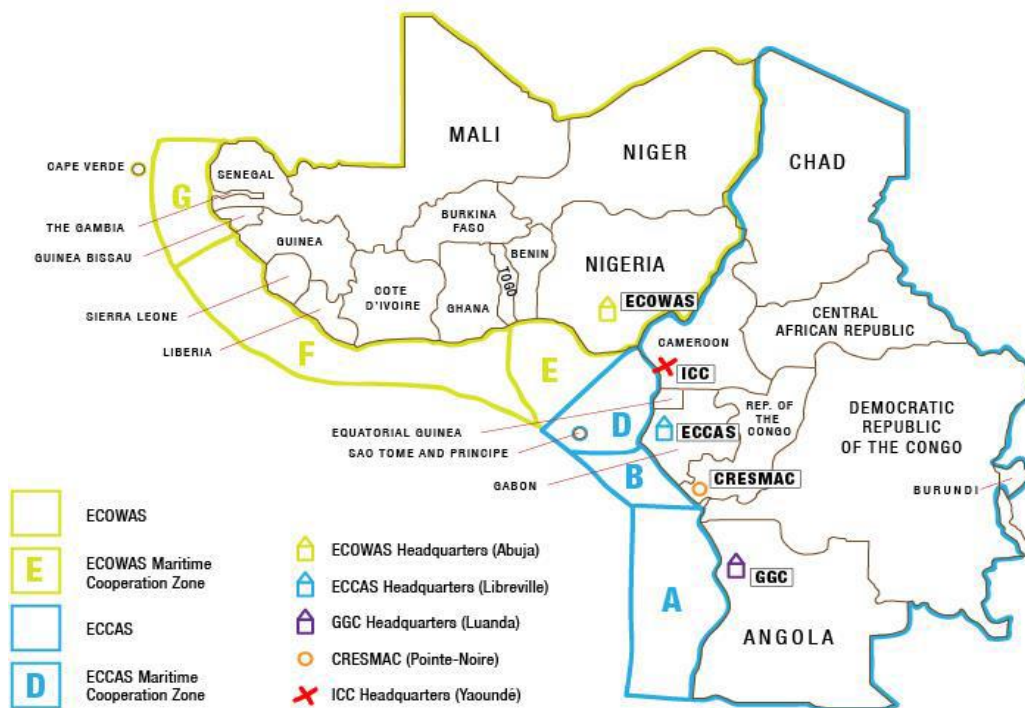 MALI
NIGER
CHAD
CAPE VERDE
SENEGAL
G
THE GAMBIA
GUINEA BISSAU
BURKINA
FASO
GUINEA
BENIN
TOGO
NIGERIA
COTE
D'IVOIRE
GHANA
ECOWAS
CENTRAL
AFRICAN REPUBLIC
SIERRA LEONE
LIBERIA
F
E
CAMEROON
ICC
EQUATORIAL GUINEA
SAO TOME AND PRINCIPE
D
ECCAS
REP. OF
THE
CONGO
DEMOCRATIC
REPUBLIC
OF THE CONGO
GABON
B
CRESMAC
BURUNDI
A
GGC
ANGOLA
ECOWAS
E
ECOWAS Maritime
Cooperation Zone
ECCAS
D
ECCAS Maritime
Cooperation Zone
ECOWAS Headquarters (Abuja)
ECCAS Headquarters (Libreville)
GGC Headquarters (Luanda)
CRESMAC (Pointe-Noire)
ICC Headquarters (Yaoundé)